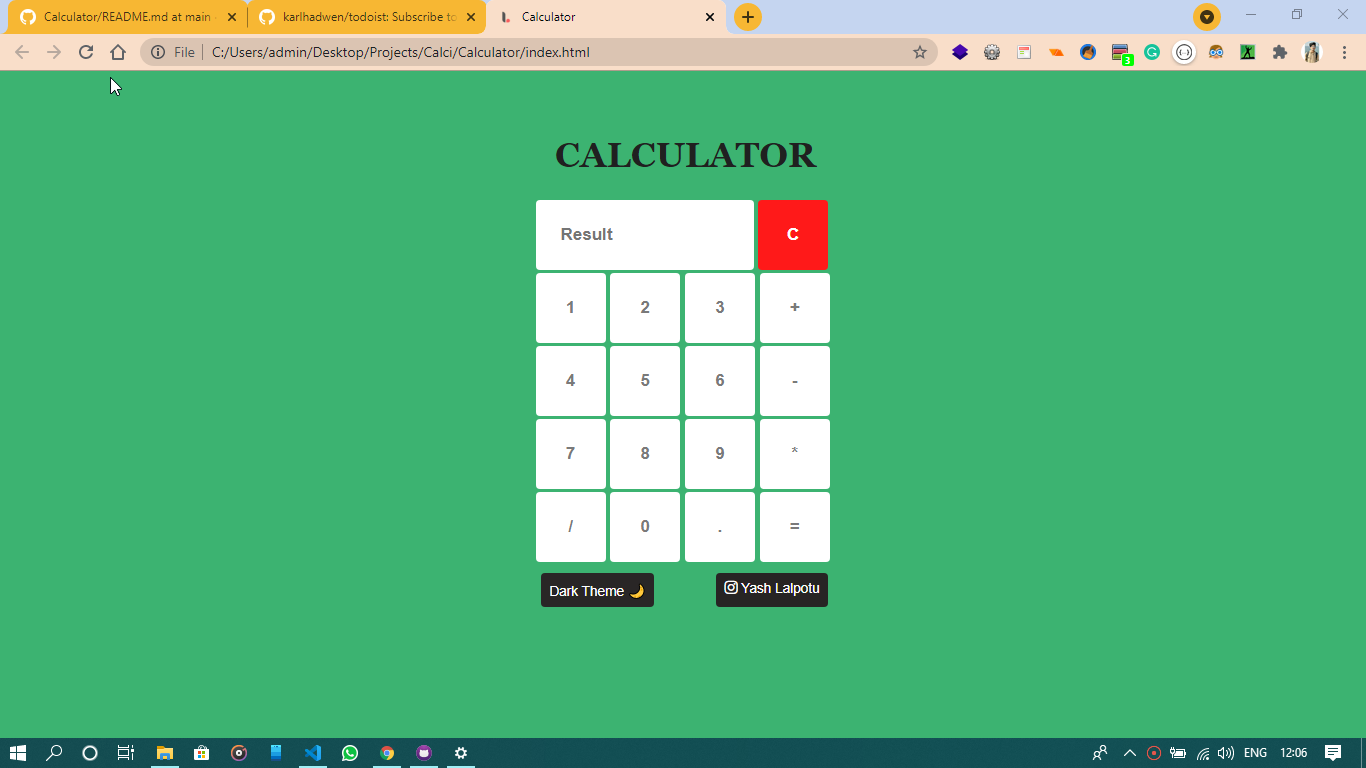 Calculator/README.md at main
karlhadwen/todoist: Subscribe to
Calculator
File C:/Users/admin/Desktop/Projects/Calci/Calculator/index.html
3
CALCULATOR
Result C
1 2 3 +
4 5 6 -
7 8 9 *
/ 0 . =
Dark Theme 🌙
Yash Lalpotu
ENG 12:06